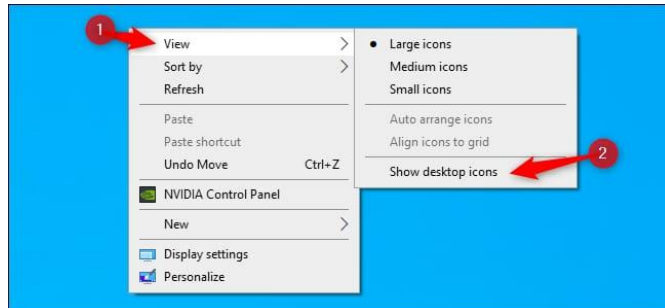 1
View
Sort by
Refresh
Paste
Paste shortcut
Undo Move Ctrl+Z
NVIDIA Control Panel
New
Display settings
Personalize
Large icons
Medium icons
Small icons
Auto arrange icons
Align icons to grid
Show desktop icons
2